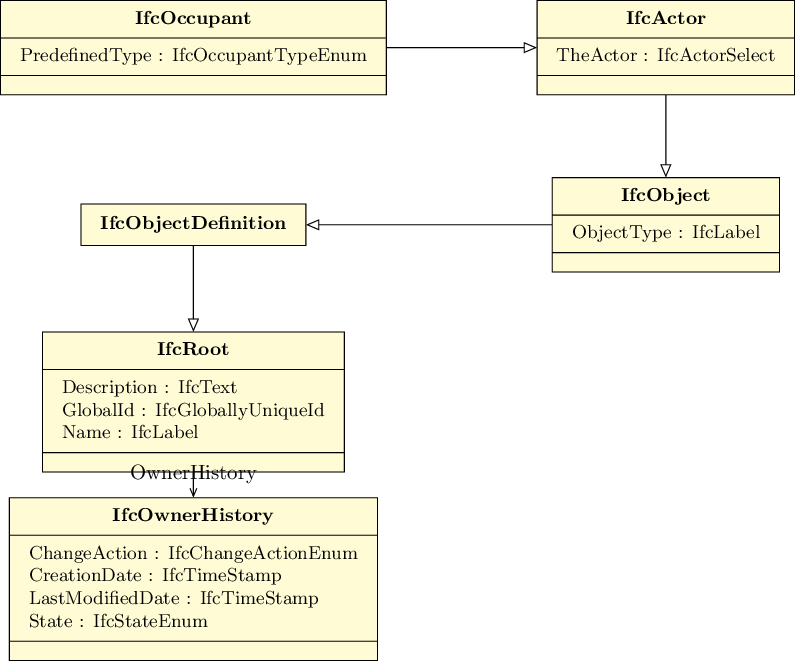 IfcOccupant
PredefinedType : IfcOccupantTypeEnum
IfcActor
TheActor : IfcActorSelect
IfcObject
ObjectType : IfcLabel
IfcObjectDefinition
IfcRoot
Description : IfcText
GlobalId : IfcGloballyUniqueId
Name : IfcLabel
OwnerHistory
IfcOwnerHistory
ChangeAction : IfcChangeActionEnum
CreationDate : IfcTimeStamp
LastModifiedDate : IfcTimeStamp
State : IfcStateEnum